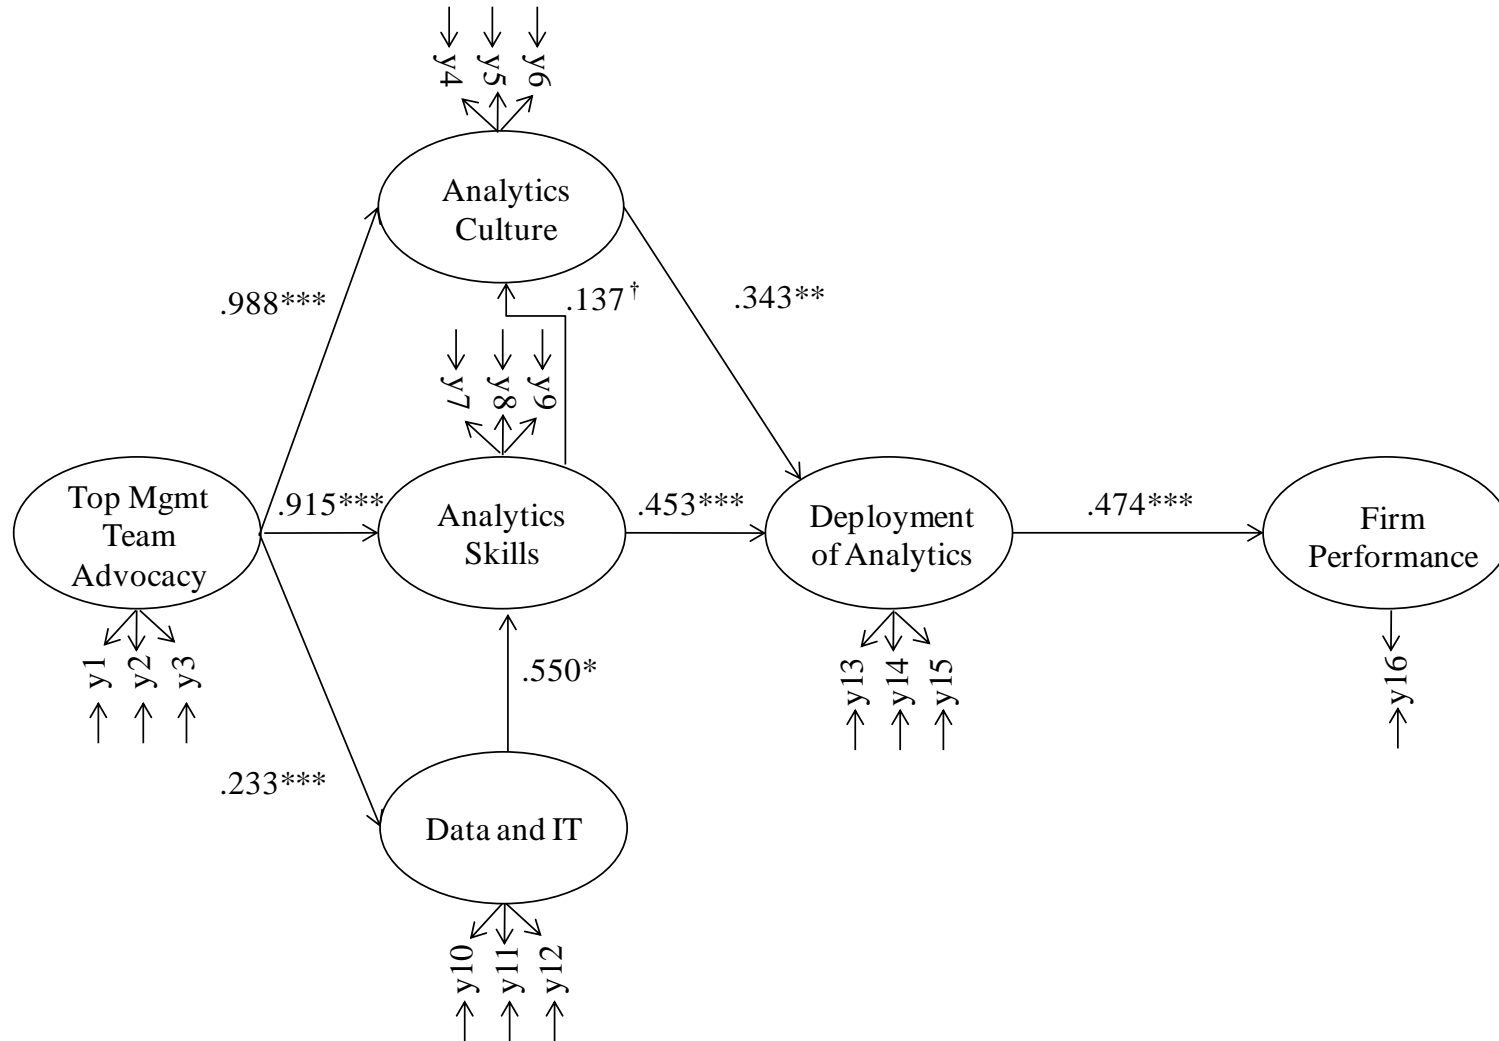 y4
y5
y6
Analytics
Culture
.988***
.137†
.343**
y7
y8
y9
Top Mgmt
Team
Advocacy
.915***
Analytics
Skills
.453***
Deployment
of Analytics
.474***
Firm
Performance
y1
y2
y3
.550*
y13
y14
y15
y16
.233***
Data and IT
y10
y11
y12